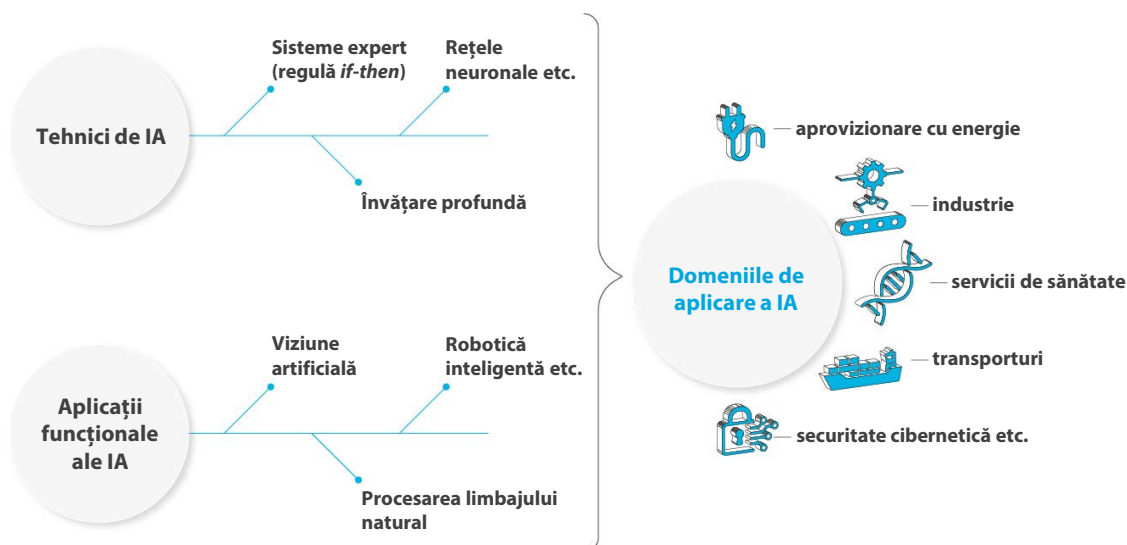 Tehnici de IA
Sisteme expert
(regulă if-then)
Rețele
neuronale etc.
Învățare profundă
Aplicații
funcționale
ale IA
Viziune
artificială
Robotică
inteligentă etc.
Procesarea limbajului
natural
Domeniile de
aplicare a IA
aprovizionare cu energie
industrie
servicii de sănătate
transporturi
securitate cibernetică etc.